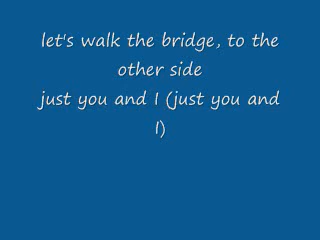 let's walk the bridge, to the
other side
just you and I (just you and
I)